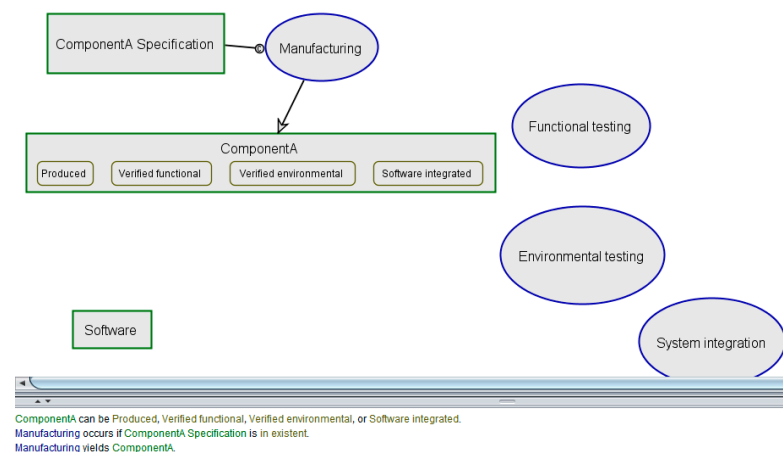 ComponentA Specification
Manufacturing
Functional testing
ComponentA
Produced
Verified functional
Verified environmental
Software integrated
Environmental testing
Software
System integration
ComponentA can be Produced, Verified functional, Verified environmental, or Software integrated.
Manufacturing occurs if ComponentA Specification is in existent.
Manufacturing yields ComponentA.